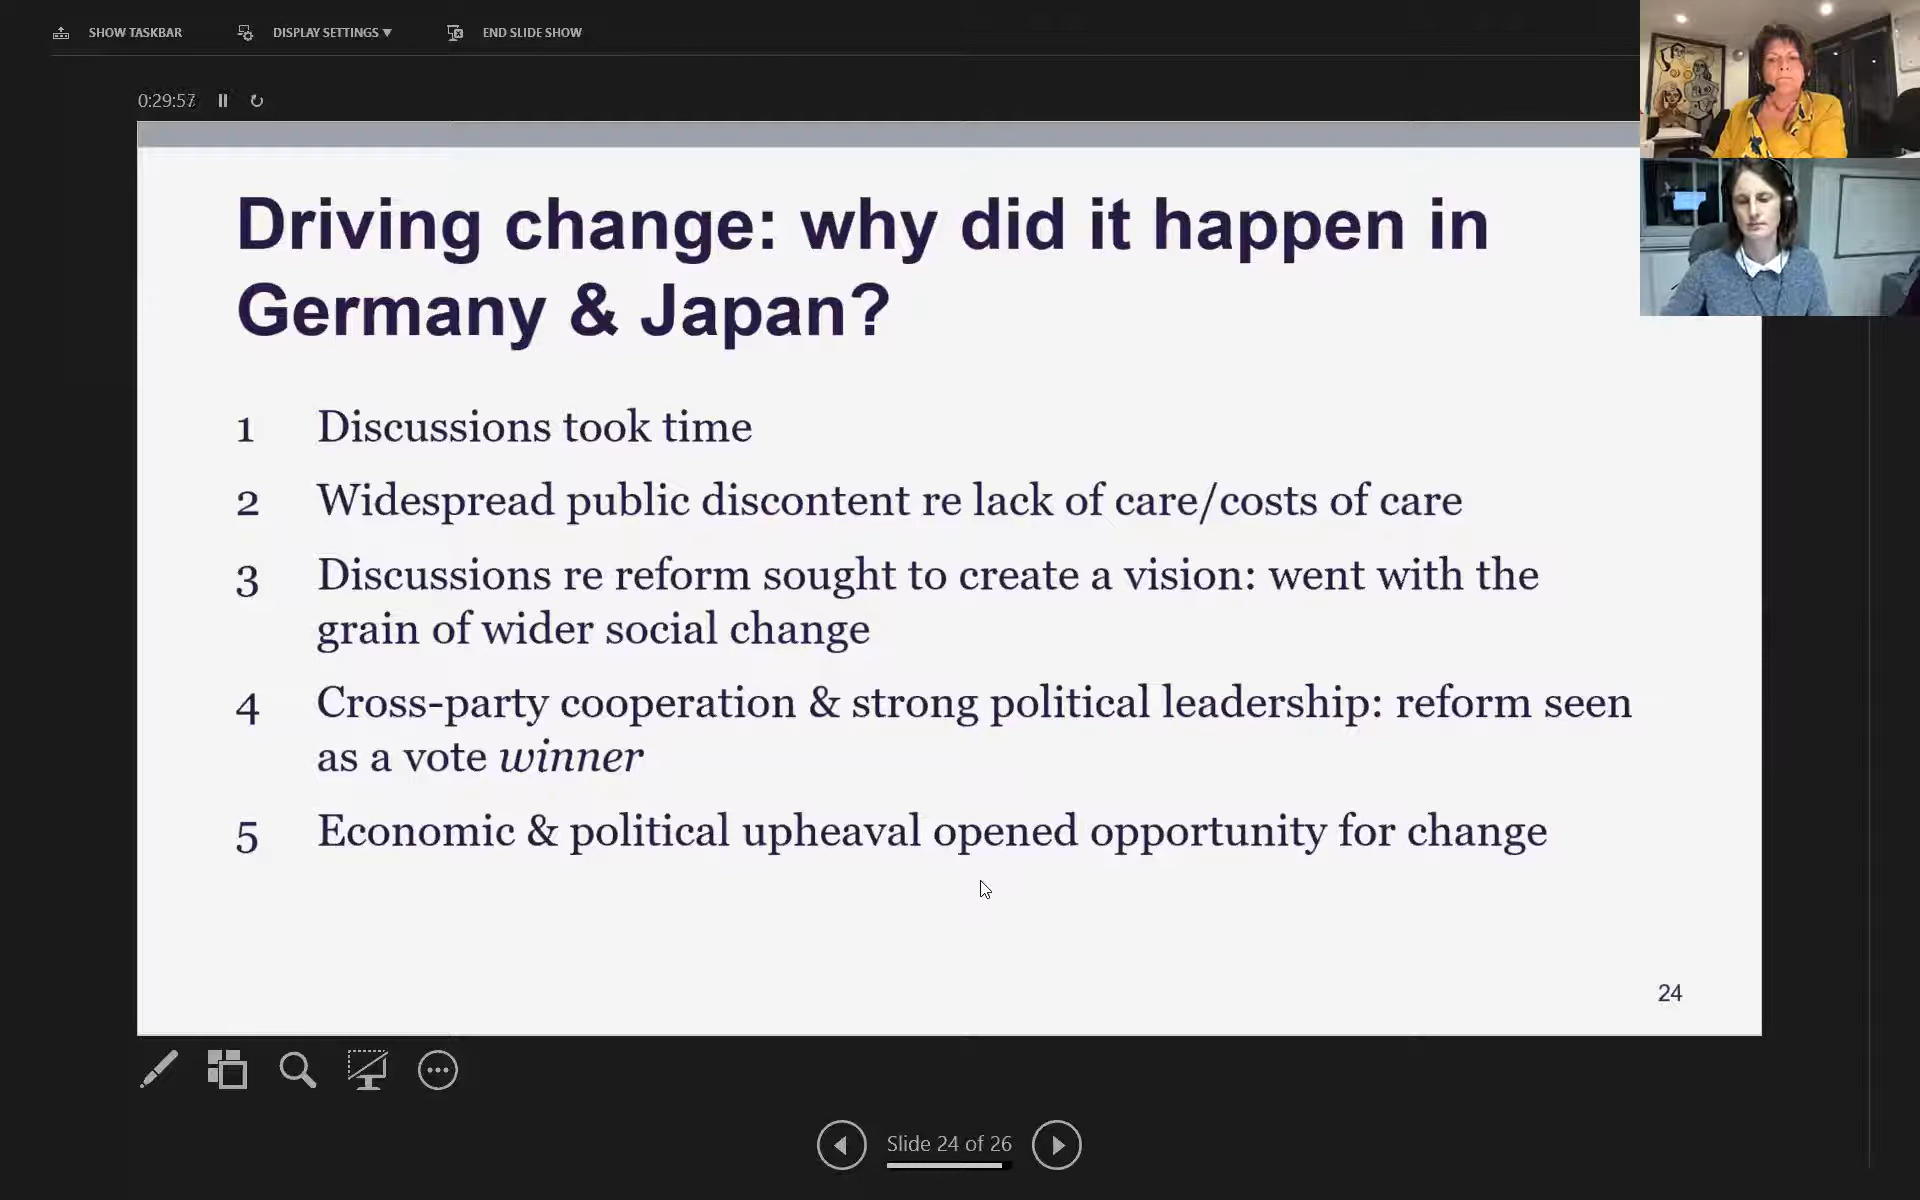 SHOW TASKBAR DISPLAY SETTINGS ▼ END SLIDE SHOW
0:29:57
Driving change: why did it happen in
Germany & Japan?
1 Discussions took time
2 Widespread public discontent re lack of care/costs of care
3 Discussions re reform sought to create a vision: went with the
grain of wider social change
4 Cross-party cooperation & strong political leadership: reform seen
as a vote winner
5 Economic & political upheaval opened opportunity for change
24
Slide 24 of 26